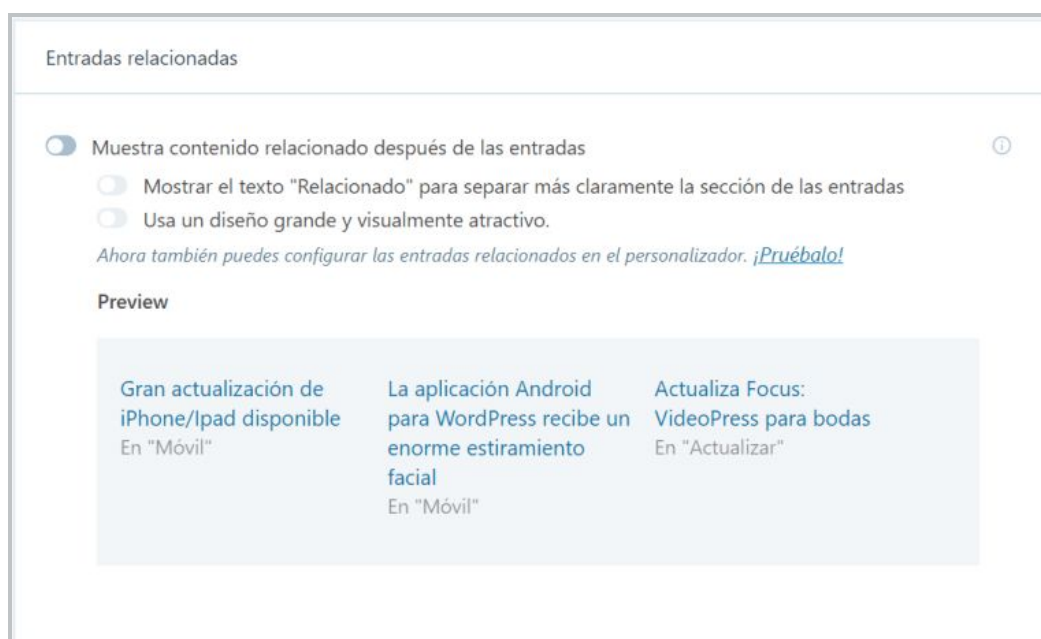 Entradas relacionadas
Muestra contenido relacionado después de las entradas
Mostrar el texto "Relacionado" para separar más claramente la sección de las entradas
Usa un diseño grande y visualmente atractivo.
Ahora también puedes configurar las entradas relacionados en el personalizador. ¡Pruébalo!
Preview
Gran actualización de
iPhone/Ipad disponible
En "Móvil"
La aplicación Android
para WordPress recibe un
enorme estiramiento
facial
En "Móvil"
Actualiza Focus:
VideoPress para bodas
En "Actualizar"